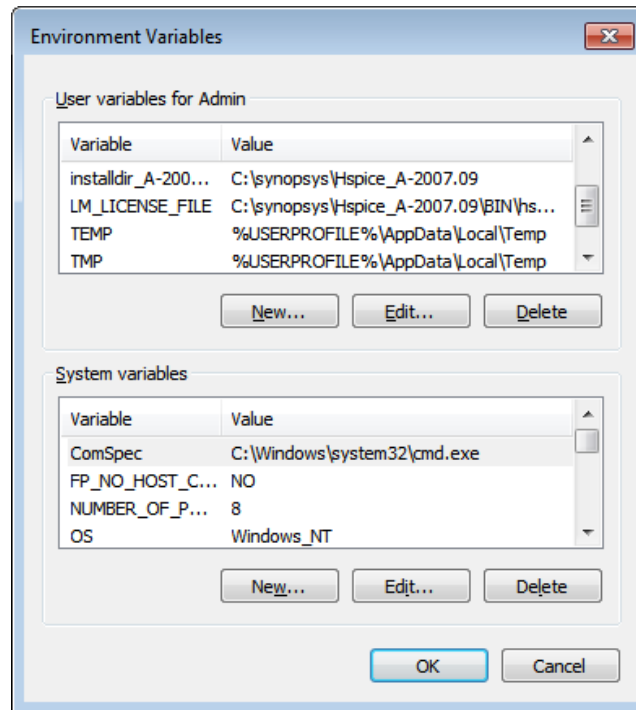 Environment Variables
User variables for Admin
Variable Value
installdir_A-200... C:\synopsys\Hspice_A-2007.09
LM_LICENSE_FILE C:\synopsys\Hspice_A-2007.09\BIN\hs...
TEMP %USERPROFILE%\AppData\Local\Temp
TMP %USERPROFILE%\AppData\Local\Temp
New... Edit... Delete
System variables
Variable Value
ComSpec C:\Windows\system32\cmd.exe
FP_NO_HOST_C... NO
NUMBER_OF_P... 8
OS Windows_NT
New... Edit... Delete
OK Cancel